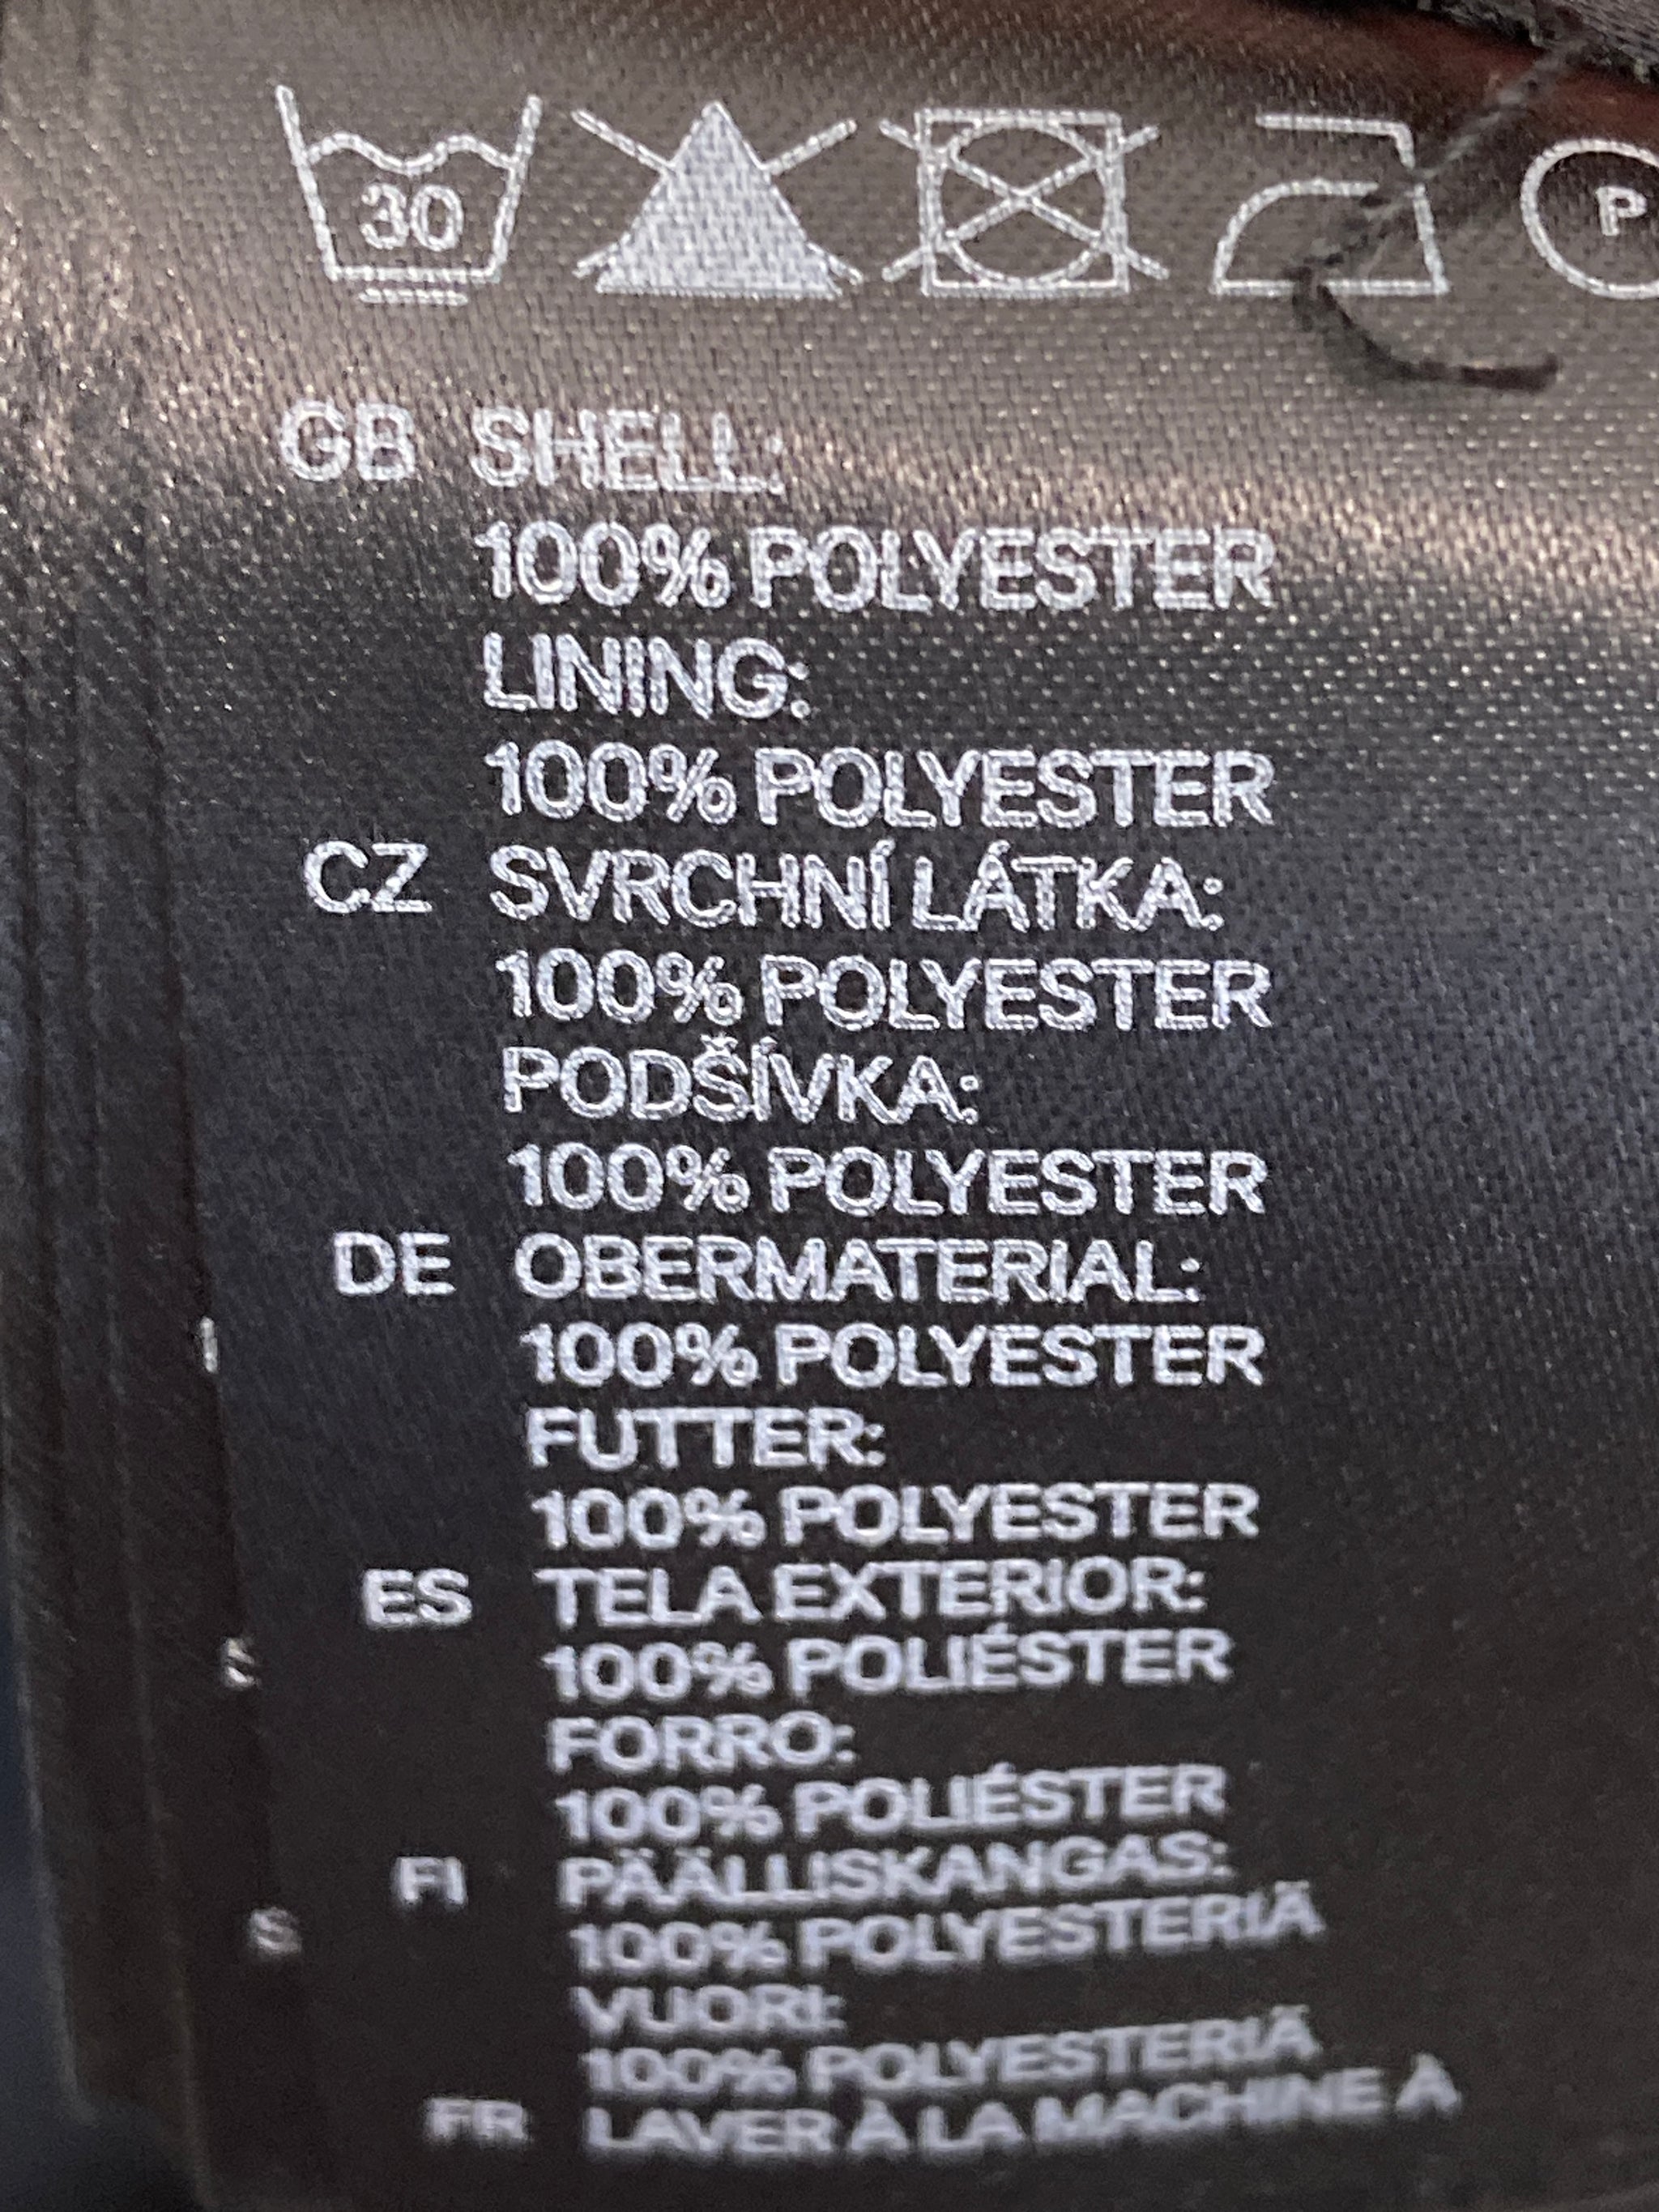 30
P
GB SHELL:
100% POLYESTER
LINING:
100% POLYESTER
CZ SVRCHNÍ LÁTKA:
100% POLYESTER
PODŠÍVKA:
100% POLYESTER
DE OBERMATERIAL:
100% POLYESTER
FUTTER:
100% POLYESTER
ES TELA EXTERIOR:
100% POLIÉSTER
FORRO:
100% POLIÉSTER
FI PÄÄLLISKANGAS:
100% POLYESTERIÄ
VUORI:
100% POLYESTERIÄ
FR LAVER À LA MACHINE À